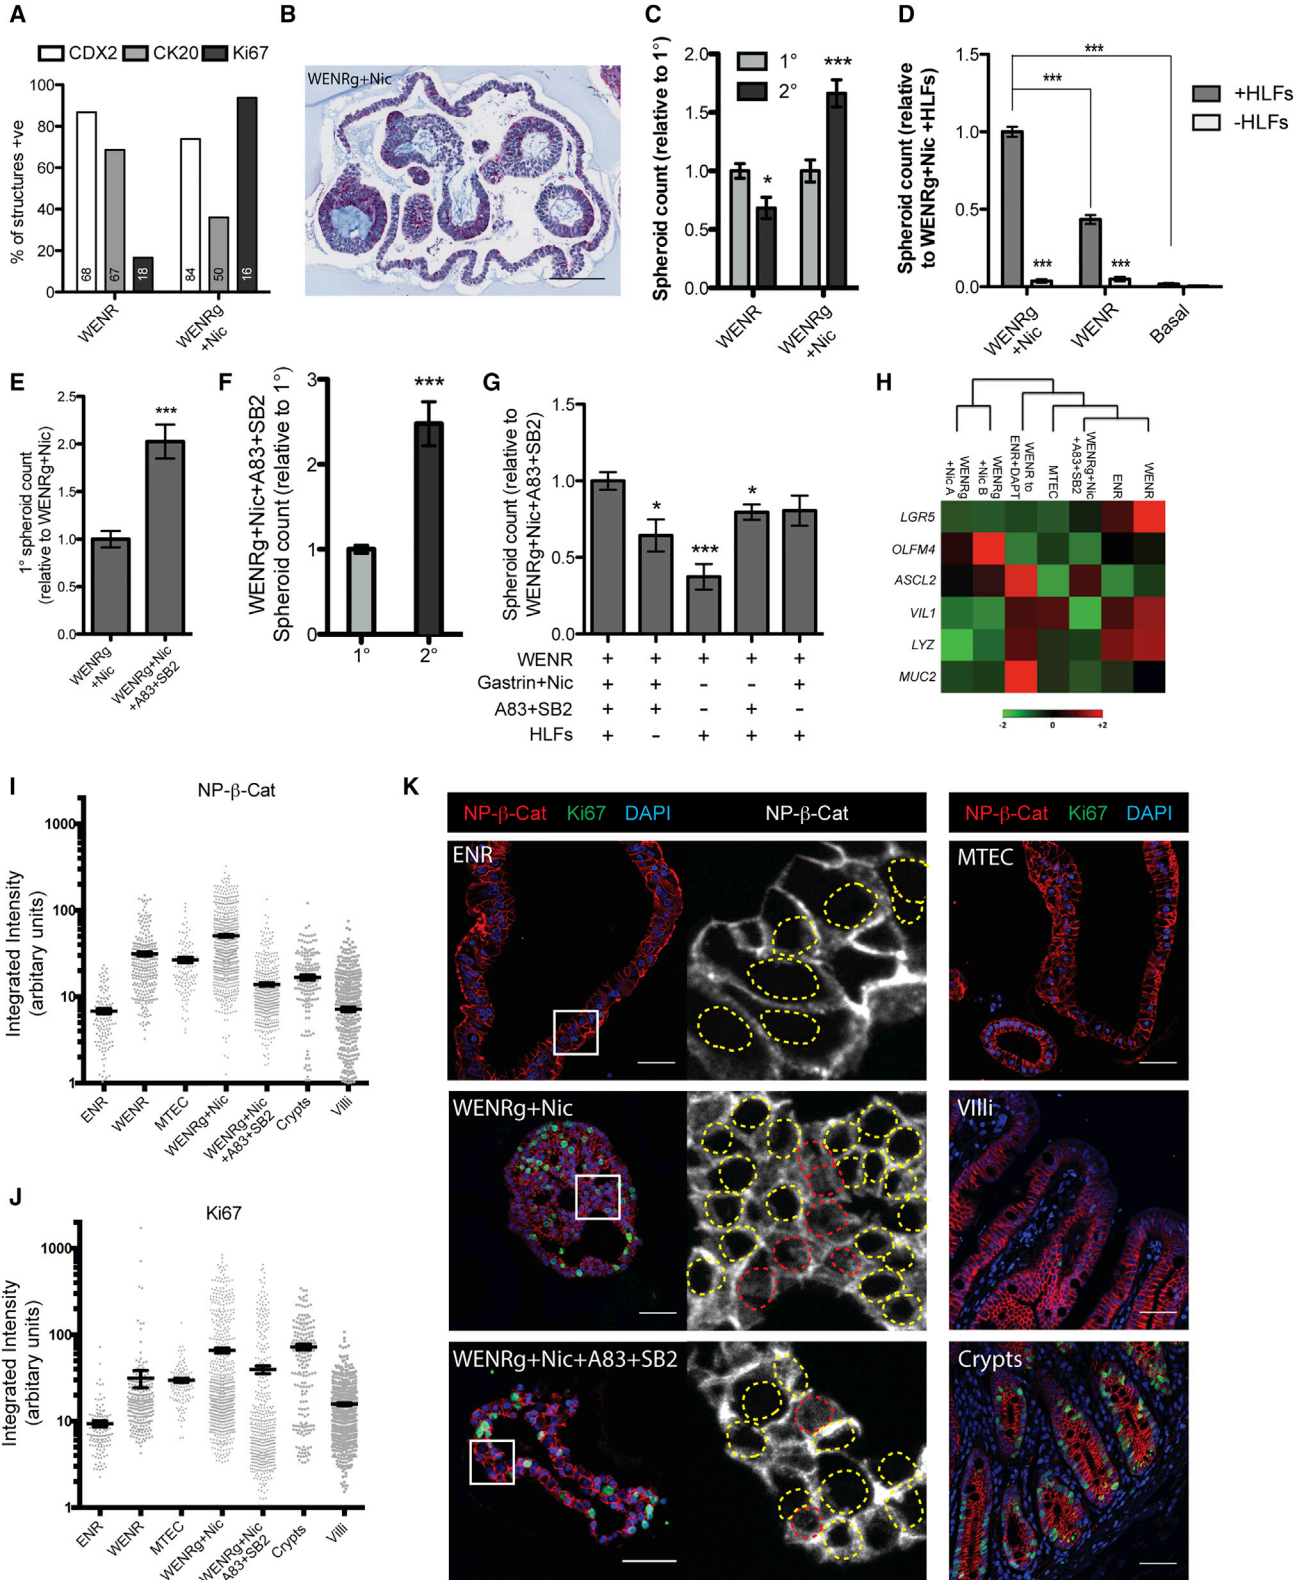 A
CDX2 CK20 Ki67
% of structures +ve
100
80
60
40
20
0
68
67
18
84
50
16
WENR
WENRg
+Nic
B
WENRg+Nic
C
Spheroid count (relative to 1°)
2.0
1.5
1.0
0.5
0.0
1°
2°
*
***
WENR
WENRg
+Nic
D
Spheroid count (relative
to WENRg+Nic +HLFs)
1.5
1.0
0.5
0.0
***
***
***
***
+HLFs
-HLFs
WENRg
+Nic
WENR
Basal
E
1° spheroid count
(relative to WENRg+Nic)
2.5
2.0
1.5
1.0
0.5
0.0
***
WENRg
+Nic
WENRg+Nic
+A83+SB2
F
WENRg+Nic+A83+SB2
Spheroid count (relative to 1°)
3
2
1
0
***
1°
2°
G
Spheroid count (relative to
WENRg+Nic+A83+SB2)
1.5
1.0
0.5
0.0
*
***
*
WENR + + + + +
Gastrin+Nic + + - - +
A83+SB2 + + - + -
HLFs + - + + +
H
WENRg
+Nic A
WENRg
+Nic B
WENR to
ENR+DAPT
MTEC
WENRg+Nic
+A83+SB2
ENR
WENR
LGR5
OLFM4
ASCL2
VIL1
LYZ
MUC2
-2 0 +2
I
NP-β-Cat
Integrated Intensity
(arbitary units)
1000
100
10
1
ENR
WENR
MTEC
WENRg+Nic
WENRg+Nic
+A83+SB2
Crypts
Villi
J
Ki67
Integrated Intensity
(arbitary units)
1000
100
10
1
ENR
WENR
MTEC
WENRg+Nic
WENRg+Nic
A83+SB2
Crypts
Villi
K
NP-β-Cat Ki67 DAPI NP-β-Cat
NP-β-Cat Ki67 DAPI
ENR
MTEC
WENRg+Nic
VIlli
WENRg+Nic+A83+SB2
Crypts